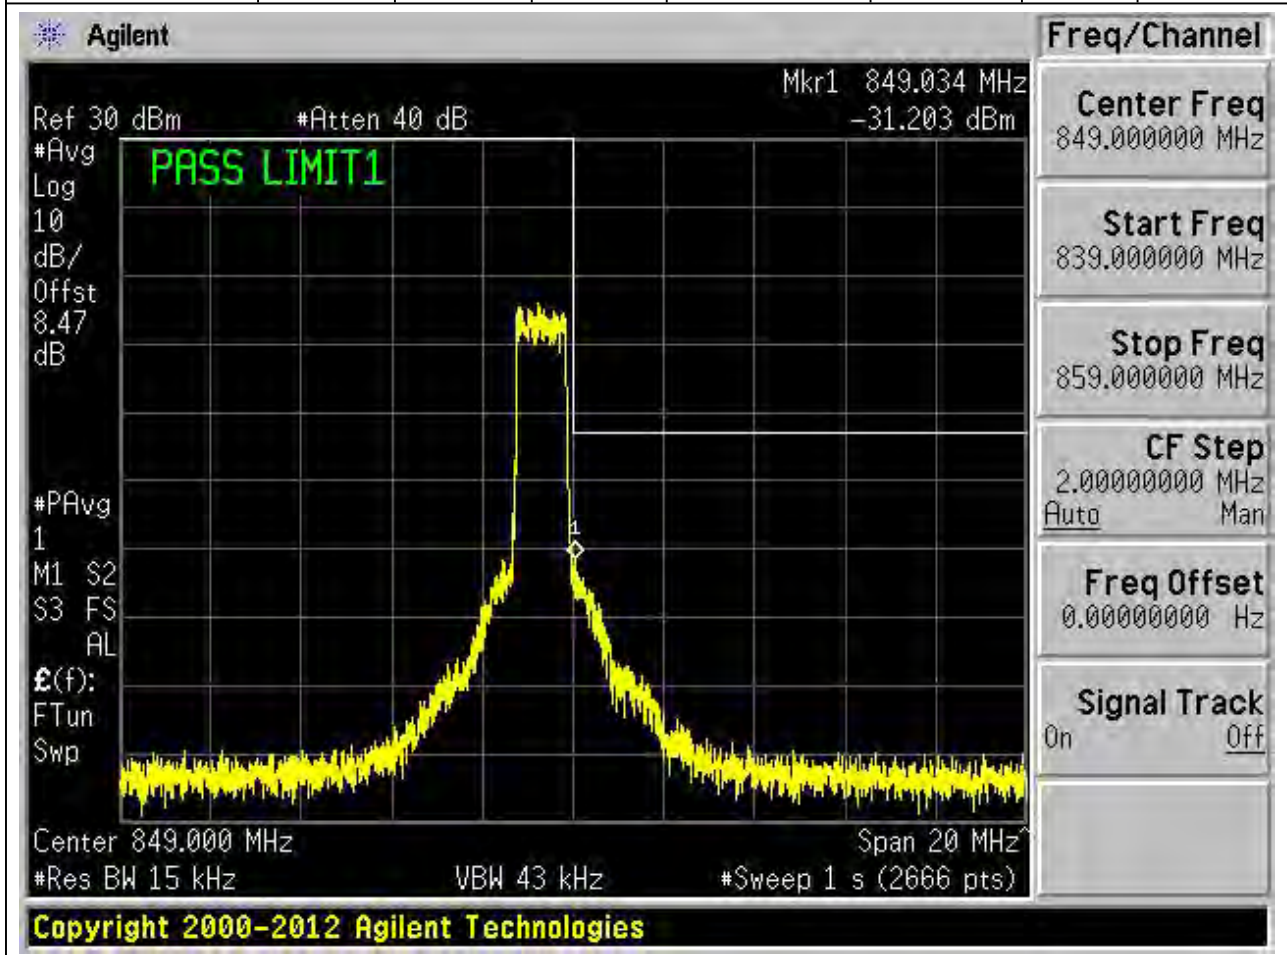 Agilent
Freq/Channel
Mkr1 849.034 MHz
Ref 30 dBm #Atten 40 dB -31.203 dBm
#Avg
Log
10
dB/
Offst
8.47
dB
PASS LIMIT1
1
#PAvg
1
M1 S2
S3 FS
AL
£(f):
FTun
Swp
Center 849.000 MHz Span 20 MHz^
#Res BW 15 kHz VBW 43 kHz #Sweep 1 s (2666 pts)
Copyright 2000-2012 Agilent Technologies
Center Freq
849.000000 MHz
Start Freq
839.000000 MHz
Stop Freq
859.000000 MHz
CF Step
2.00000000 MHz
Auto Man
Freq Offset
0.00000000 Hz
Signal Track
On Off